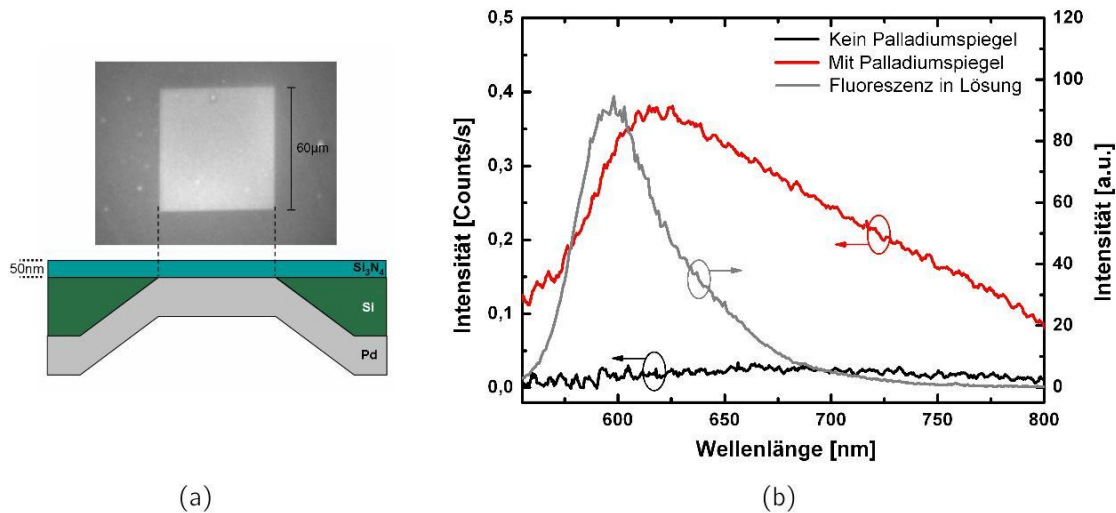 60µm
50nm
Si₃N₄
Si
Pd
(a)
0,5
0,4
0,3
0,2
0,1
0,0
Intensität [Counts/s]
Kein Palladiumspiegel
Mit Palladiumspiegel
Fluoreszenz in Lösung
120
100
80
60
40
20
0
Intensität [a.u.]
600 650 700 750 800
Wellenlänge [nm]
(b)